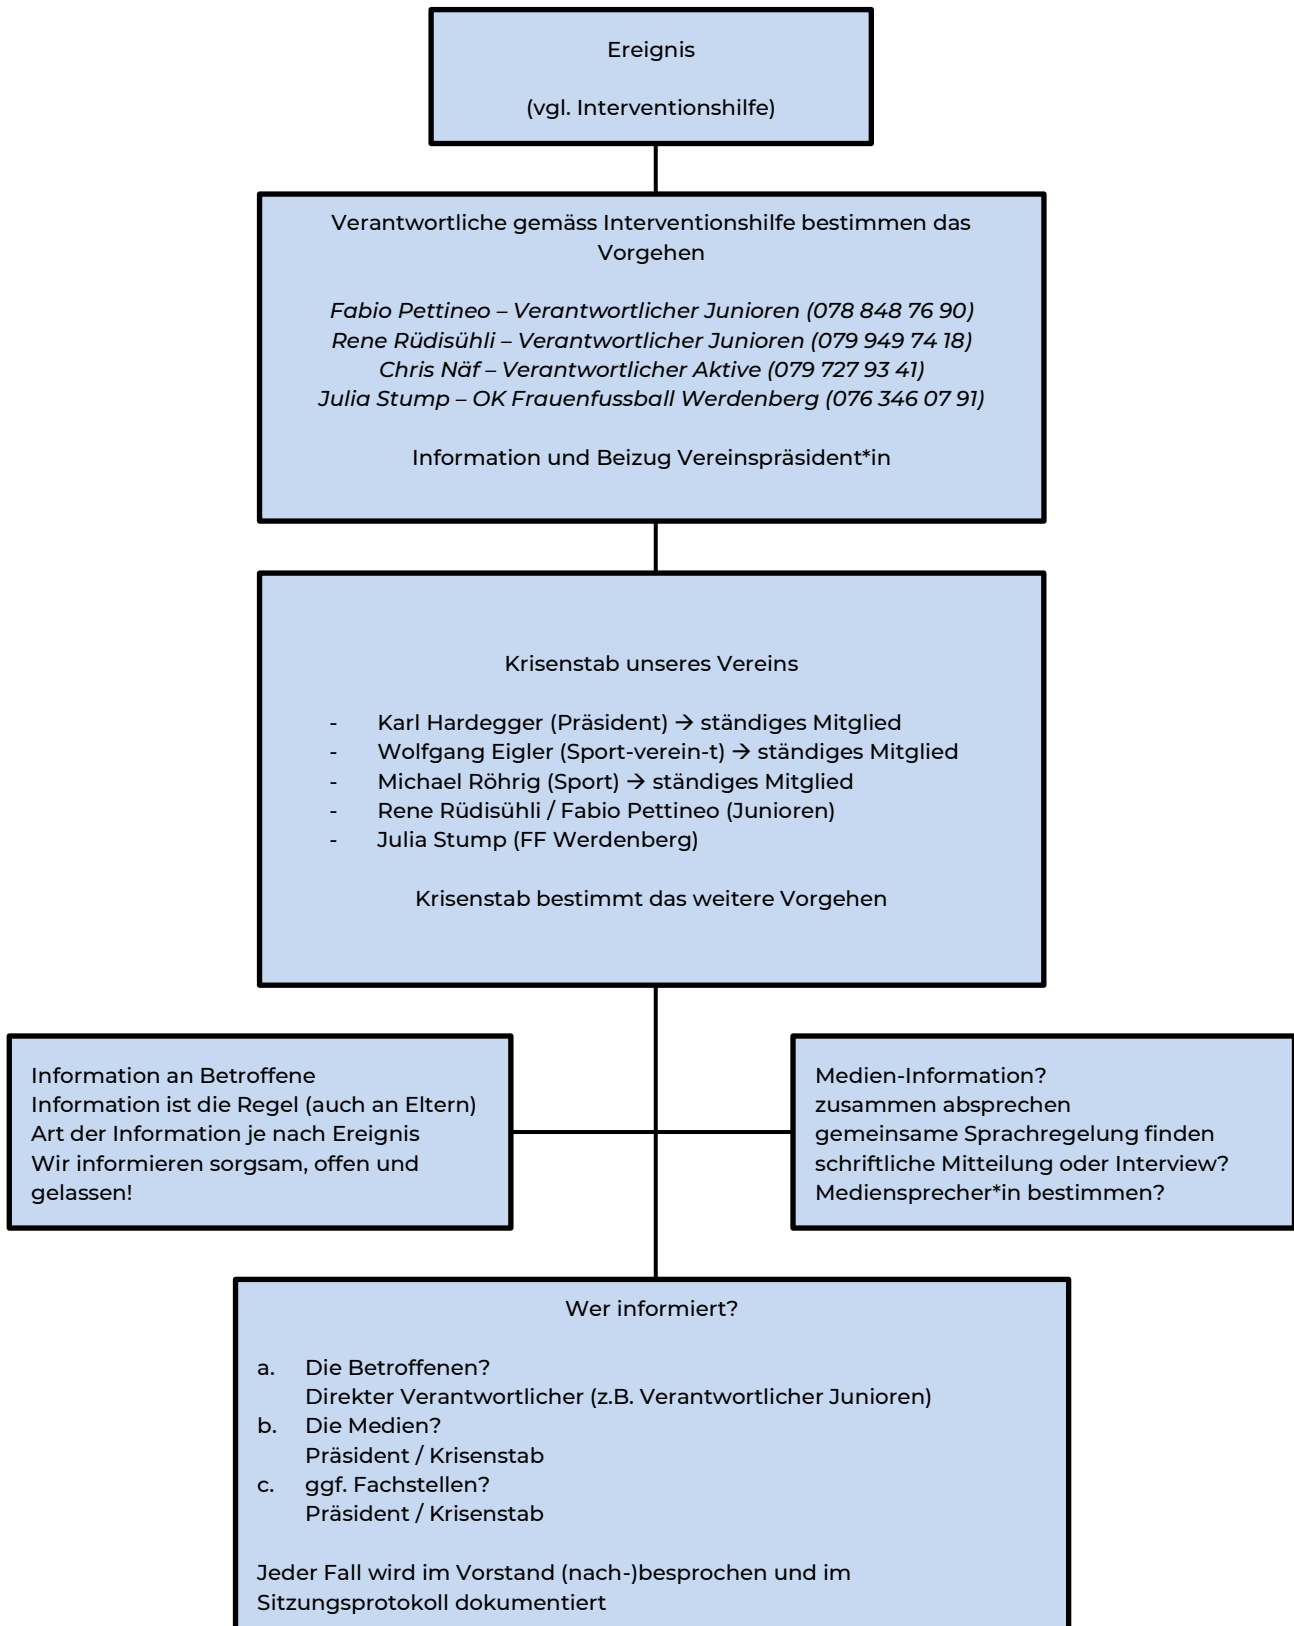 Ereignis
(vgl. Interventionshilfe)
Verantwortliche gemäss Interventionshilfe bestimmen das
Vorgehen
Fabio Pettineo – Verantwortlicher Junioren (078 848 76 90)
Rene Rüdisühli – Verantwortlicher Junioren (079 949 74 18)
Chris Näf – Verantwortlicher Aktive (079 727 93 41)
Julia Stump – OK Frauenfussball Werdenberg (076 346 07 91)
Information und Beizug Vereinspräsident*in
Krisenstab unseres Vereins
- Karl Hardegger (Präsident) → ständiges Mitglied
- Wolfgang Eigler (Sport-verein-t) → ständiges Mitglied
- Michael Röhrig (Sport) → ständiges Mitglied
- Rene Rüdisühli / Fabio Pettineo (Junioren)
- Julia Stump (FF Werdenberg)
Krisenstab bestimmt das weitere Vorgehen
Information an Betroffene
Information ist die Regel (auch an Eltern)
Art der Information je nach Ereignis
Wir informieren sorgsam, offen und
gelassen!
Medien-Information?
zusammen absprechen
gemeinsame Sprachregelung finden
schriftliche Mitteilung oder Interview?
Mediensprecher*in bestimmen?
Wer informiert?
a. Die Betroffenen?
Direkter Verantwortlicher (z.B. Verantwortlicher Junioren)
b. Die Medien?
Präsident / Krisenstab
c. ggf. Fachstellen?
Präsident / Krisenstab
Jeder Fall wird im Vorstand (nach-)besprochen und im
Sitzungsprotokoll dokumentiert